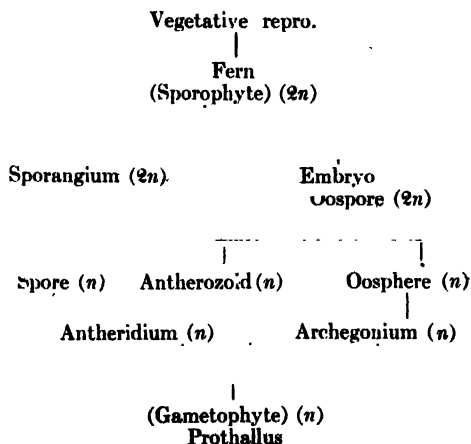 Vegetative repro.
Fern
(Sporophyte) (2n)
Sporangium (2n)
Embryo
Oospore (2n)
Spore (n) Antherozoid (n) Oosphere (n)
Antheridium (n) Archegonium (n)
(Gametophyte) (n)
Prothallus